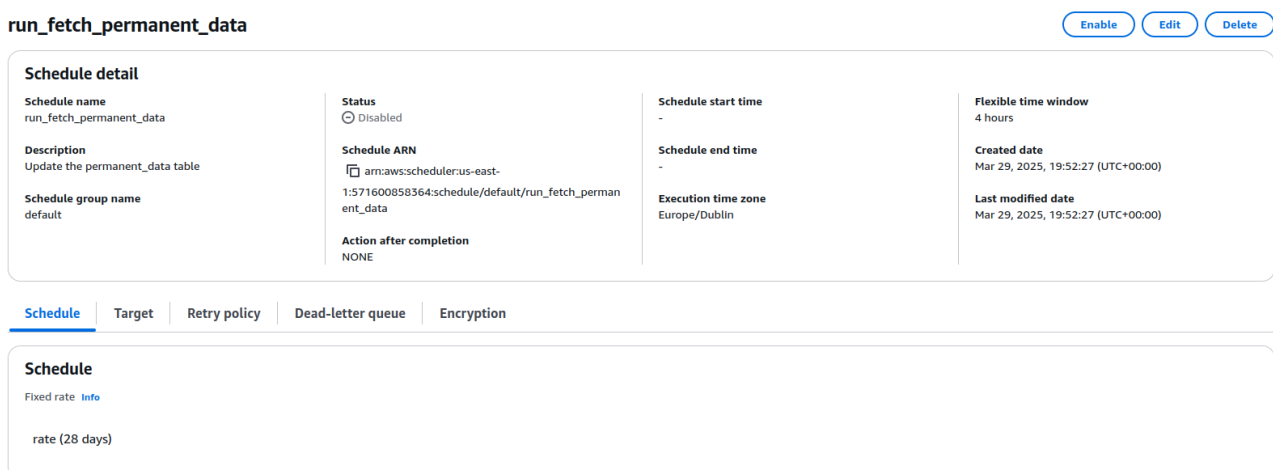 run_fetch_permanent_data
Enable
Edit
Delete
Schedule detail
Schedule name
run_fetch_permanent_data
Description
Update the permanent_data table
Schedule group name
default
Status
Disabled
Schedule ARN
arn:aws:scheduler:us-east-
1:571600858364:schedule/default/run_fetch_perman
ent_data
Action after completion
NONE
Schedule start time
-
Schedule end time
-
Execution time zone
Europe/Dublin
Flexible time window
4 hours
Created date
Mar 29, 2025, 19:52:27 (UTC+00:00)
Last modified date
Mar 29, 2025, 19:52:27 (UTC+00:00)
Schedule
Target
Retry policy
Dead-letter queue
Encryption
Schedule
Fixed rate Info
rate (28 days)